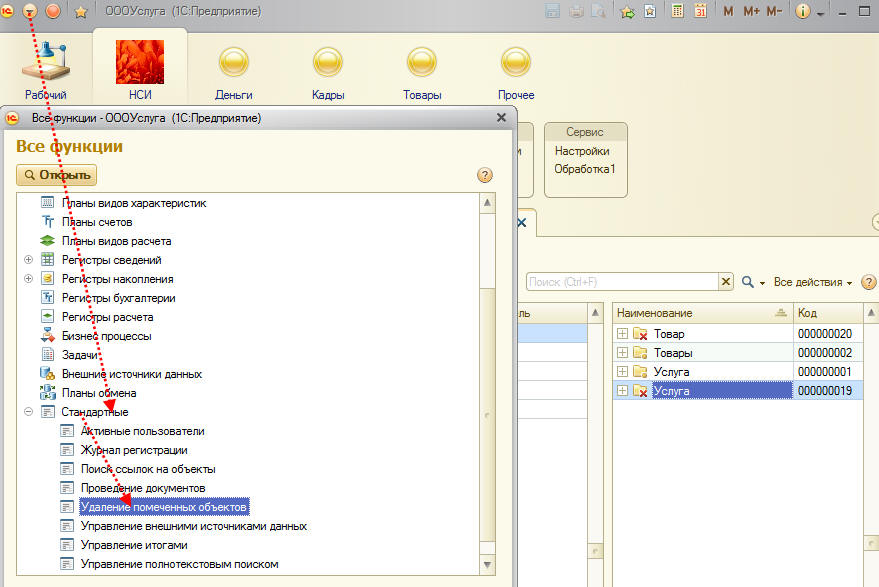 ОООУслуга (1С:Предприятие)
31 M M+ M-
Рабочий НСИ Деньги Кадры Товары Прочее
Все функции - ОООУслуга (1С:Предприятие)
Все функции
Открыть
?
Планы видов характеристик
Планы счетов
Планы видов расчета
Регистры сведений
Регистры накопления
Регистры бухгалтерии
Регистры расчета
Бизнес процессы
Задачи
Внешние источники данных
Планы обмена
Стандартные
Активные пользователи
Журнал регистрации
Поиск ссылок на объекты
Проведение документов
Удаление помеченных объектов
Управление внешними источниками данных
Управление итогами
Управление полнотекстовым поиском
Сервис
Настройки
Обработка1
Поиск (Ctrl+F)
Все действия
?
ль
Наименование Код
Товар 000000020
Товары 000000002
Услуга 000000001
Услуга 000000019